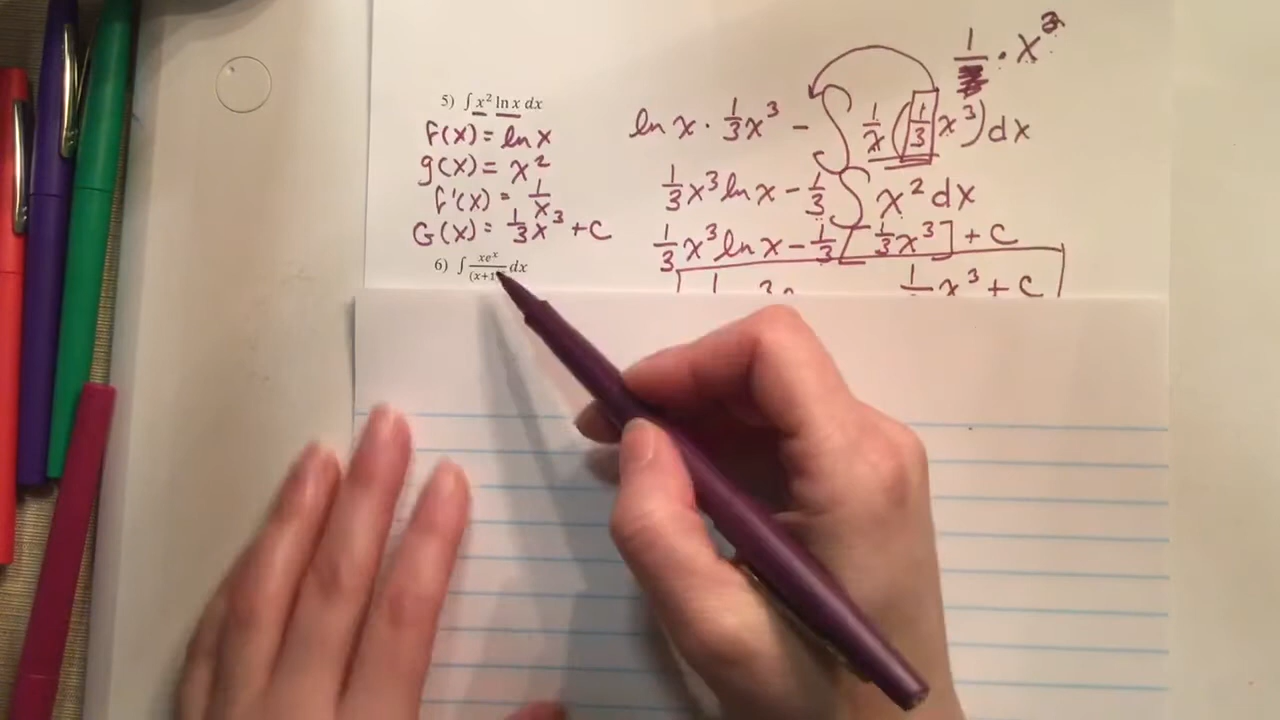 5) ∫ x² ln x dx
f(x) = ln x
g(x) = x²
f'(x) = 1/x
G(x) = 1/3 x³ + C
6) ∫ xeˣ/(x+1 dx
1 · x³
ln x · 1/3 x³ − ∫ 1/x (1/3 x³) dx
1/3 x³ ln x − 1/3 ∫ x² dx
1/3 x³ ln x − 1/3 [1/3 x³] + C
x³ + C